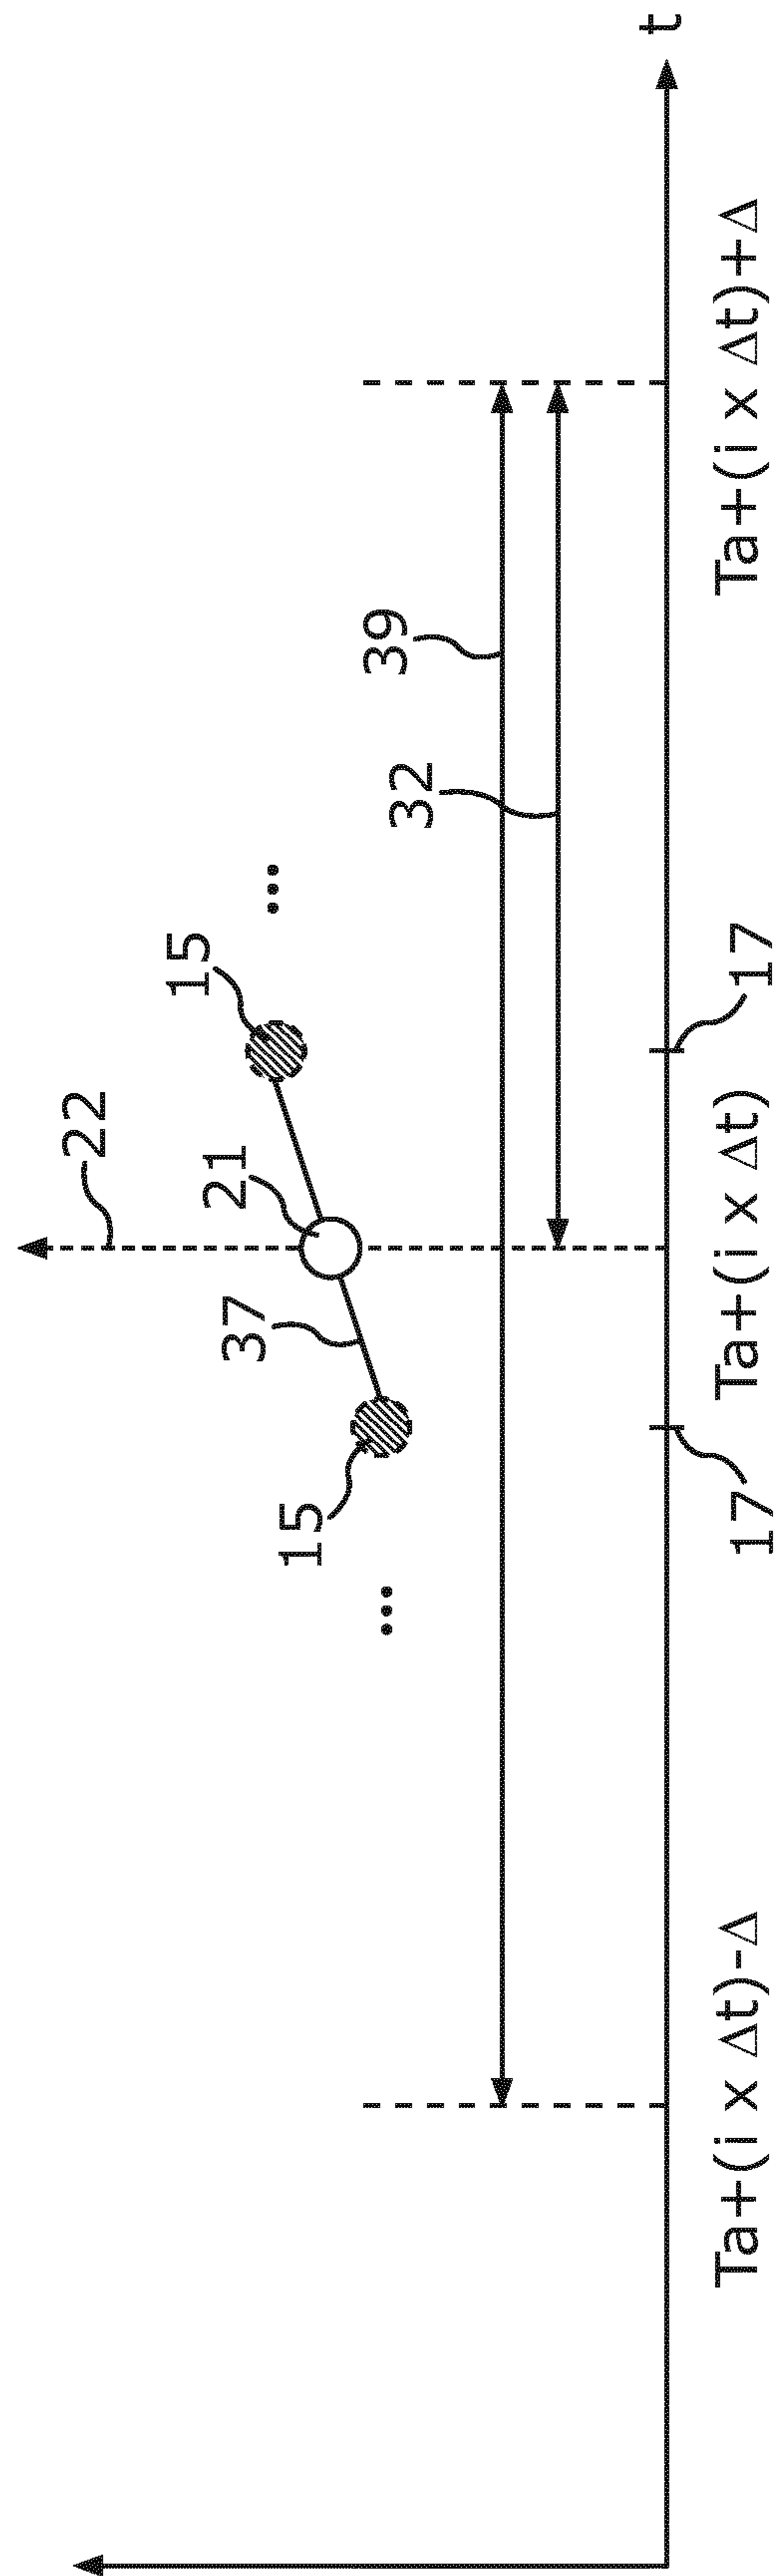 22
15
21
...
37
15
...
39
32
t
17
17
Ta+(i x Δt)-Δ
Ta+(i x Δt)
Ta+(i x Δt)+Δ